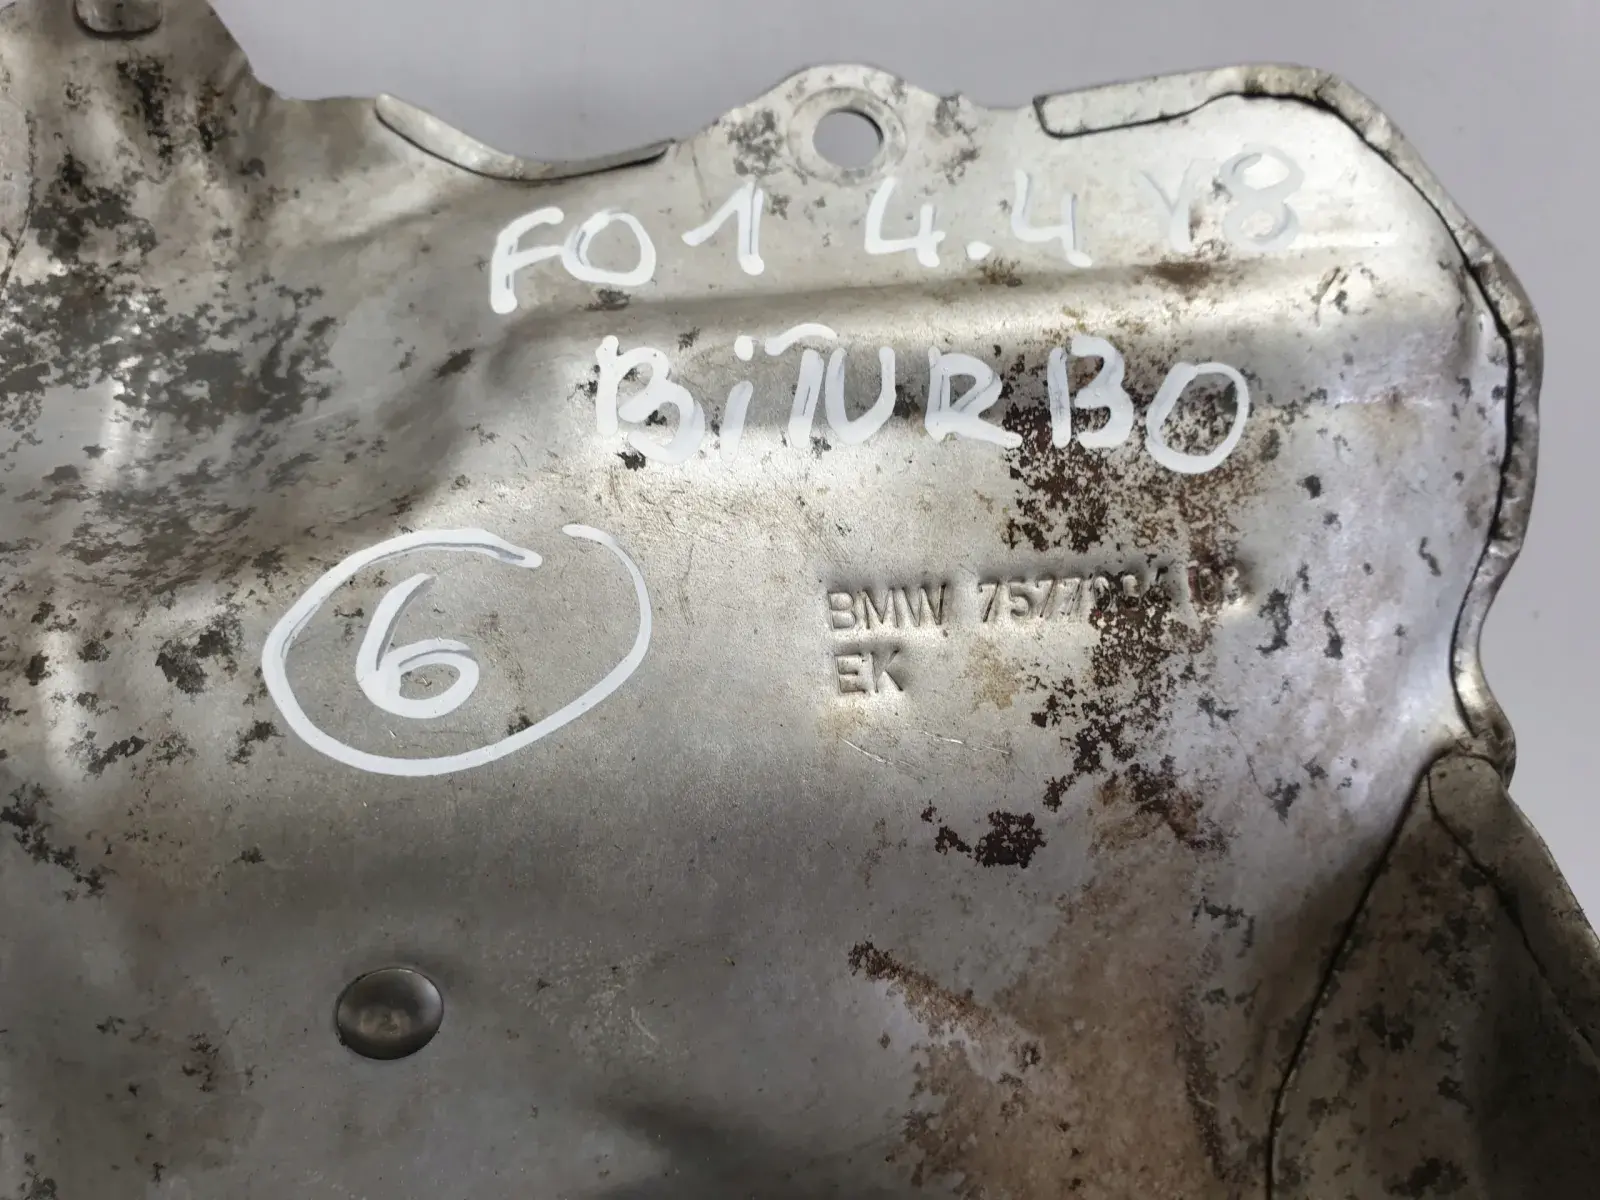 F01 4.4 V8
BiTURBO
6
BMW
EK